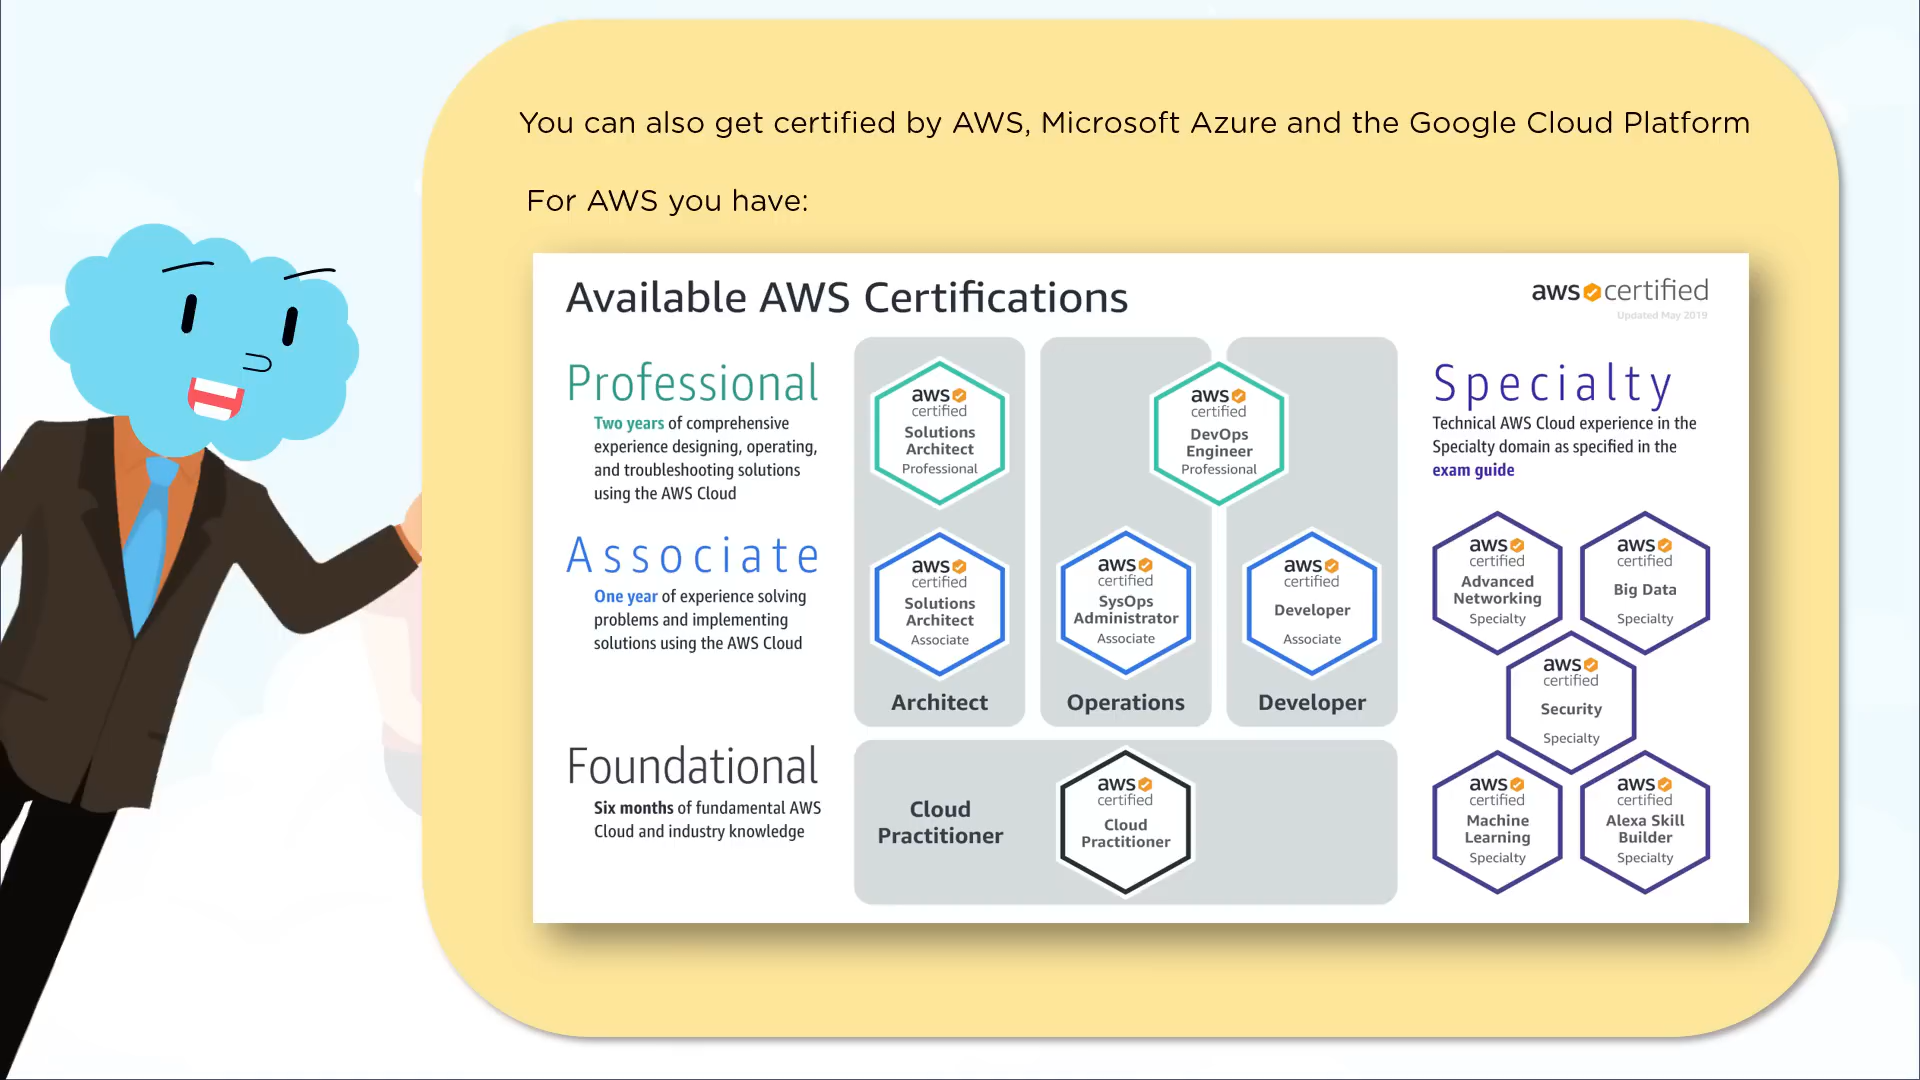 You can also get certified by AWS, Microsoft Azure and the Google Cloud Platform
For AWS you have:
Available AWS Certifications
aws certified
Updated May 2019
Professional
Two years of comprehensive
experience designing, operating,
and troubleshooting solutions
using the AWS Cloud
aws
certified
Solutions
Architect
Professional
aws
certified
DevOps
Engineer
Professional
Associate
One year of experience solving
problems and implementing
solutions using the AWS Cloud
aws
certified
Solutions
Architect
Associate
aws
certified
SysOps
Administrator
Associate
aws
certified
Developer
Associate
Architect
Operations
Developer
Foundational
Six months of fundamental AWS
Cloud and industry knowledge
Cloud
Practitioner
aws
certified
Cloud
Practitioner
Specialty
Technical AWS Cloud experience in the
Specialty domain as specified in the
exam guide
aws
certified
Advanced
Networking
Specialty
aws
certified
Big Data
Specialty
aws
certified
Security
Specialty
aws
certified
Machine
Learning
Specialty
aws
certified
Alexa Skill
Builder
Specialty